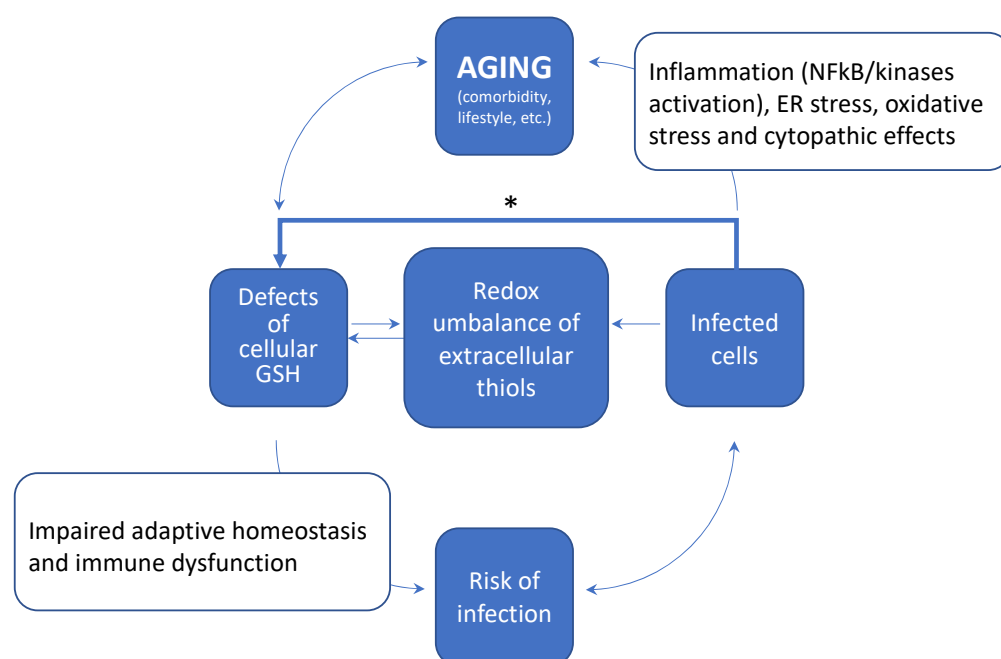 AGING
(comorbidity,
lifestyle, etc.)
Inflammation (NFkB/kinases
activation), ER stress, oxidative
stress and cytopathic effects
*
Defects
of
cellular
GSH
Redox
umbalance of
extracellular
thiols
Infected
cells
Impaired adaptive homeostasis
and immune dysfunction
Risk of
infection